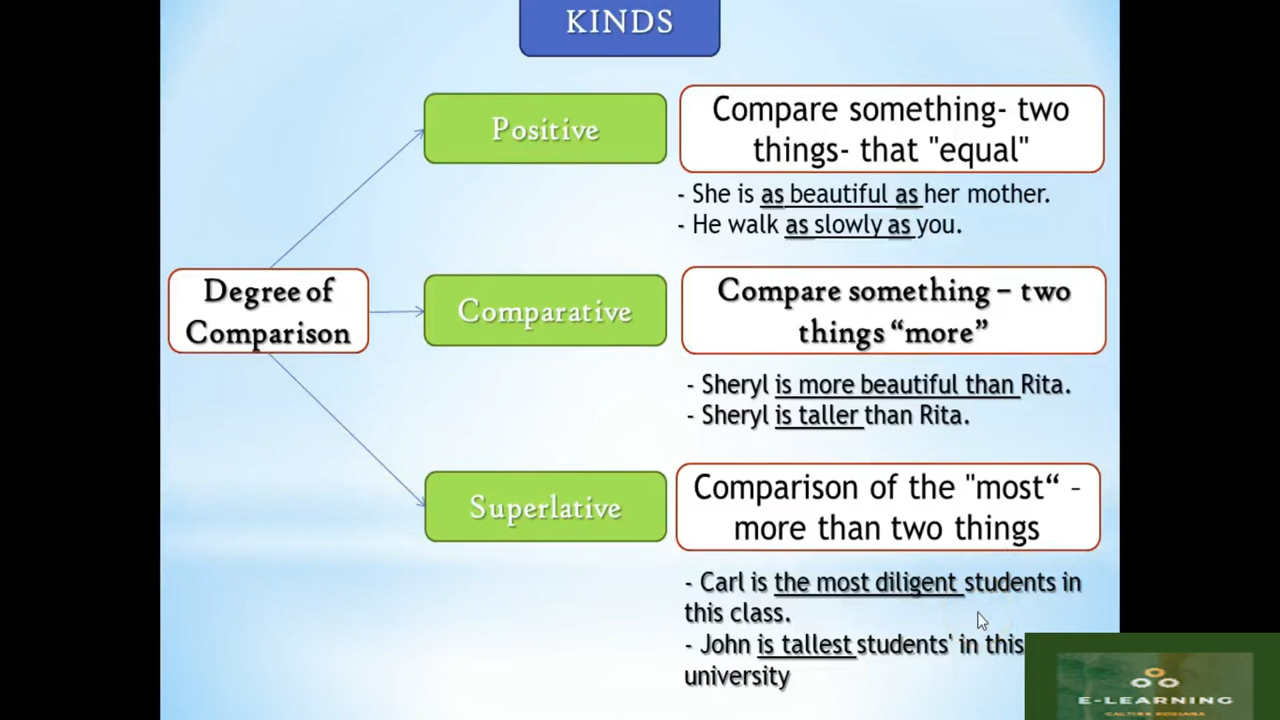 KINDS
Positive
Compare something- two
things- that "equal"
- She is as beautiful as her mother.
- He walk as slowly as you.
Degree of
Comparison
Comparative
Compare something – two
things “more”
- Sheryl is more beautiful than Rita.
- Sheryl is taller than Rita.
Superlative
Comparison of the "most“ –
more than two things
- Carl is the most diligent students in
this class.
- John is tallest students' in this
university
E-LEARNING